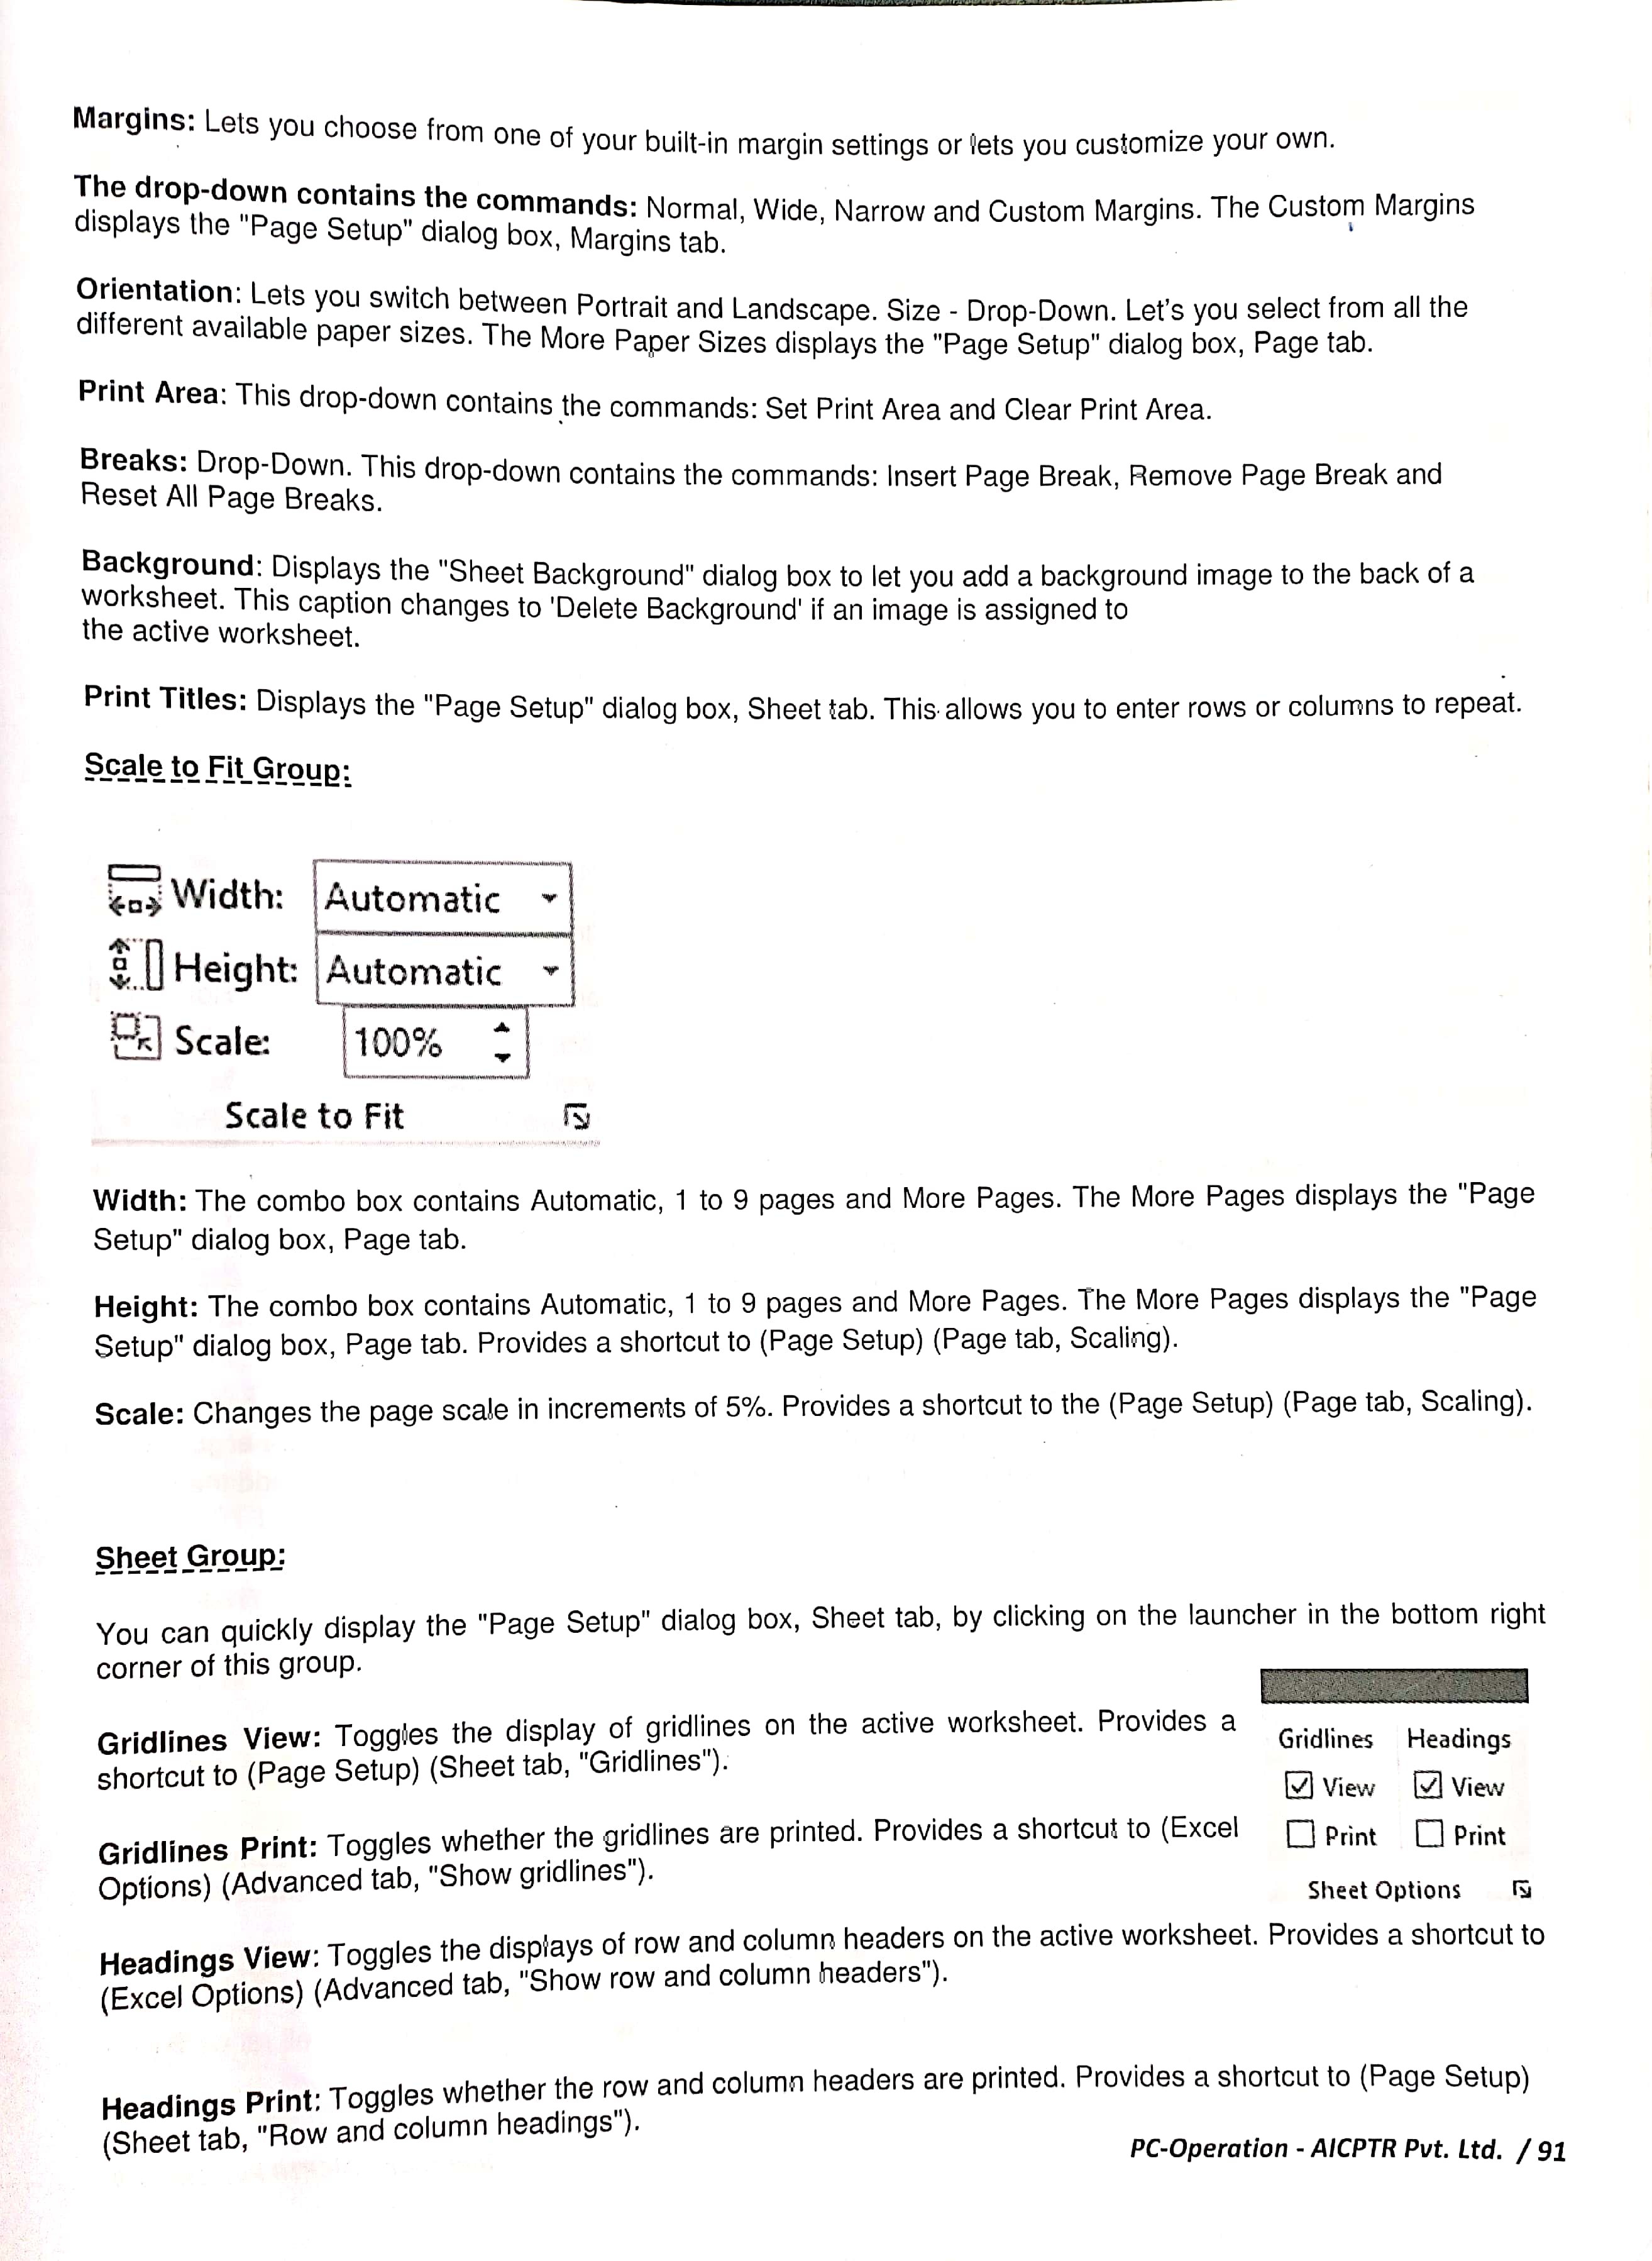 Margins: Lets you choose from one of your built-in margin settings or lets you customize your own.
The drop-down contains the commands: Normal, Wide, Narrow and Custom Margins. The Custom Margins
displays the "Page Setup" dialog box, Margins tab.
Orientation: Lets you switch between Portrait and Landscape. Size - Drop-Down. Let's you select from all the
different available paper sizes. The More Paper Sizes displays the "Page Setup" dialog box, Page tab.
Print Area: This drop-down contains the commands: Set Print Area and Clear Print Area.
Breaks: Drop-Down. This drop-down contains the commands: Insert Page Break, Remove Page Break and
Reset All Page Breaks.
Background: Displays the "Sheet Background" dialog box to let you add a background image to the back of a
worksheet. This caption changes to 'Delete Background' if an image is assigned to
the active worksheet.
Print Titles: Displays the "Page Setup" dialog box, Sheet tab. This allows you to enter rows or columns to repeat.
Scale to Fit Group:
Width: Automatic
Height: Automatic
Scale: 100%
Scale to Fit
Width: The combo box contains Automatic, 1 to 9 pages and More Pages. The More Pages displays the "Page
Setup" dialog box, Page tab.
Height: The combo box contains Automatic, 1 to 9 pages and More Pages. The More Pages displays the "Page
Setup" dialog box, Page tab. Provides a shortcut to (Page Setup) (Page tab, Scaling).
Scale: Changes the page scale in increments of 5%. Provides a shortcut to the (Page Setup) (Page tab, Scaling).
Sheet Group:
You can quickly display the "Page Setup" dialog box, Sheet tab, by clicking on the launcher in the bottom right
corner of this group.
Gridlines View: Toggles the display of gridlines on the active worksheet. Provides a
shortcut to (Page Setup) (Sheet tab, "Gridlines").
Gridlines Print: Toggles whether the gridlines are printed. Provides a shortcut to (Excel
Options) (Advanced tab, "Show gridlines").
Gridlines Headings
View View
Print Print
Sheet Options
Headings View: Toggles the displays of row and column headers on the active worksheet. Provides a shortcut to
(Excel Options) (Advanced tab, "Show row and column headers").
Headings Print: Toggles whether the row and column headers are printed. Provides a shortcut to (Page Setup)
(Sheet tab, "Row and column headings").
PC-Operation - AICPTR Pvt. Ltd. / 91